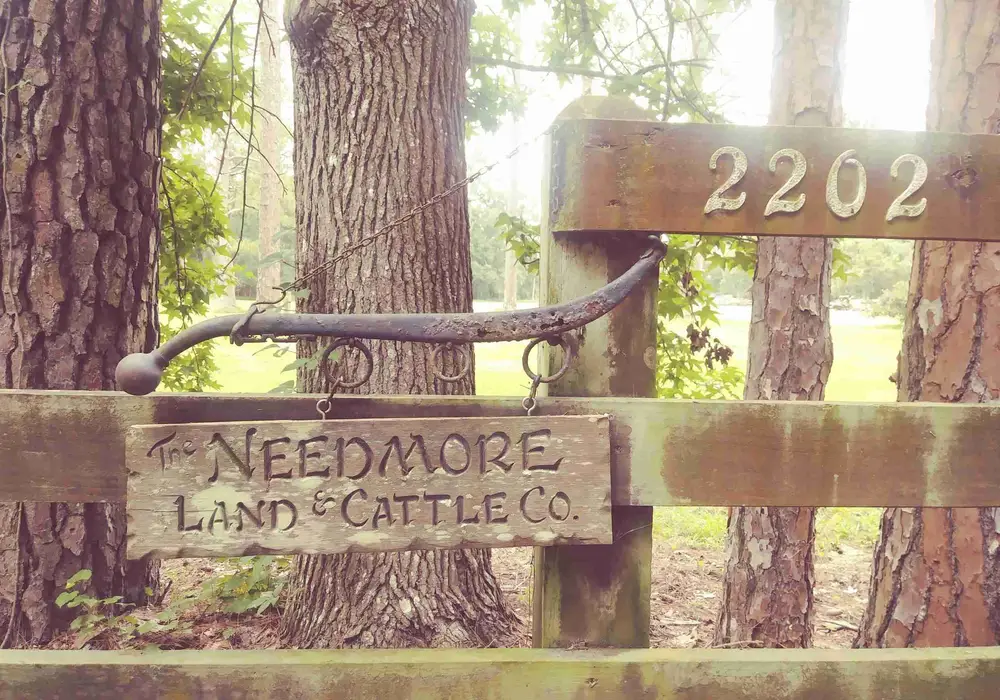 2202
The NEEDMORE
LAND & CATTLE CO.